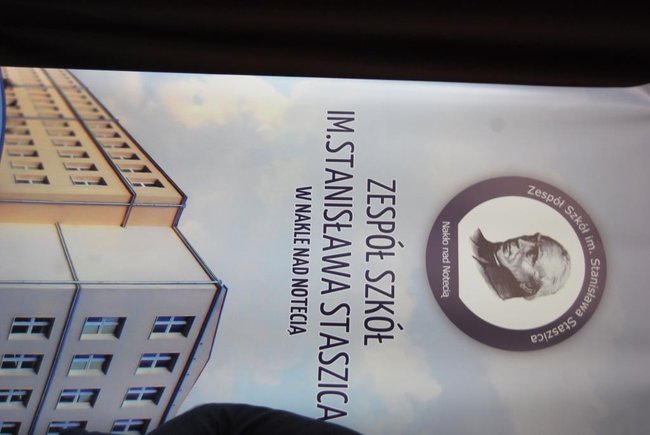 Zespół Szkół im. Stanisława Staszica
Nakło nad Notecią
ZESPÓŁ SZKÓŁ
IM.STANISŁAWA STASZICA
W NAKLE NAD NOTECIĄ